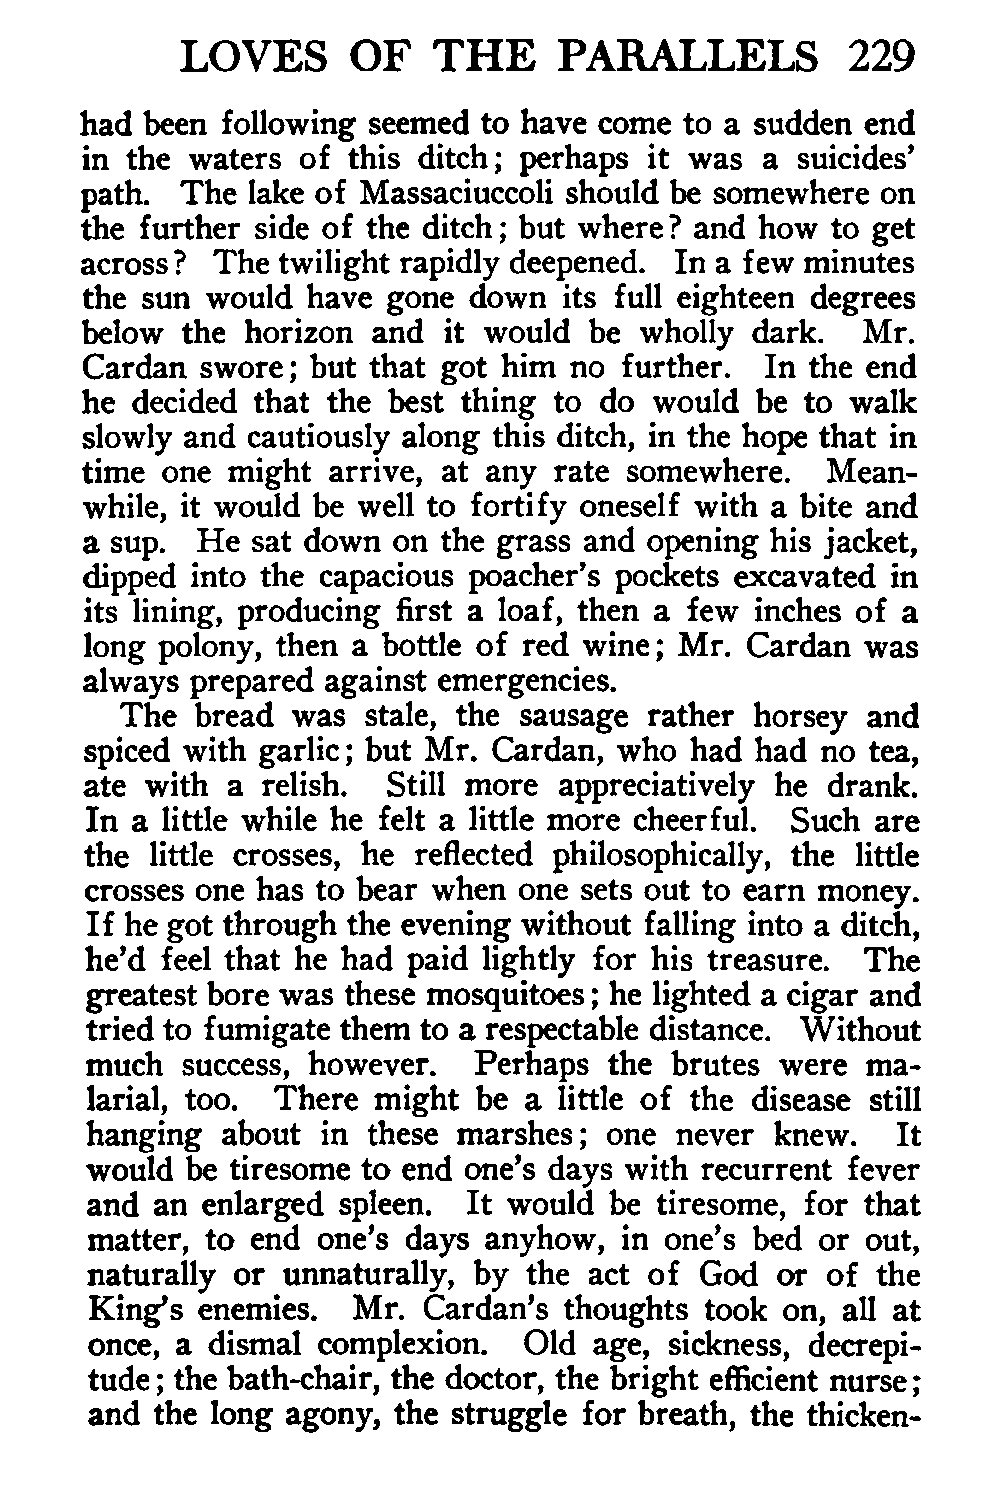 LOVES OF THE PARALLELS 229
had been following seemed to have come to a sudden end
in the waters of this ditch; perhaps it was a suicides'
path. The lake of Massaciuccoli should be somewhere on
the further side of the ditch; but where? and how to get
across? The twilight rapidly deepened. In a few minutes
the sun would have gone down its full eighteen degrees
below the horizon and it would be wholly dark. Mr.
Cardan swore; but that got him no further. In the end
he decided that the best thing to do would be to walk
slowly and cautiously along this ditch, in the hope that in
time one might arrive, at any rate somewhere. Mean-
while, it would be well to fortify oneself with a bite and
a sup. He sat down on the grass and opening his jacket,
dipped into the capacious poacher's pockets excavated in
its lining, producing first a loaf, then a few inches of a
long polony, then a bottle of red wine; Mr. Cardan was
always prepared against emergencies.
The bread was stale, the sausage rather horsey and
spiced with garlic; but Mr. Cardan, who had had no tea,
ate with a relish. Still more appreciatively he drank.
In a little while he felt a little more cheerful. Such are
the little crosses, he reflected philosophically, the little
crosses one has to bear when one sets out to earn money.
If he got through the evening without falling into a ditch,
he'd feel that he had paid lightly for his treasure. The
greatest bore was these mosquitoes; he lighted a cigar and
tried to fumigate them to a respectable distance. Without
much success, however. Perhaps the brutes were ma-
larial, too. There might be a little of the disease still
hanging about in these marshes; one never knew. It
would be tiresome to end one's days with recurrent fever
and an enlarged spleen. It would be tiresome, for that
matter, to end one's days anyhow, in one's bed or out,
naturally or unnaturally, by the act of God or of the
King's enemies. Mr. Cardan's thoughts took on, all at
once, a dismal complexion. Old age, sickness, decrepi-
tude; the bath-chair, the doctor, the bright efficient nurse;
and the long agony, the struggle for breath, the thicken-